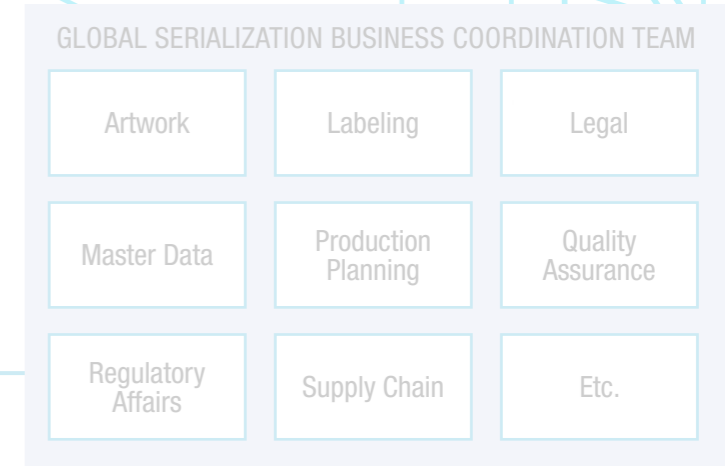 GLOBAL SERIALIZATION BUSINESS COORDINATION TEAM
Artwork
Labeling
Legal
Master Data
Production
Planning
Quality
Assurance
Regulatory
Affairs
Supply Chain
Etc.